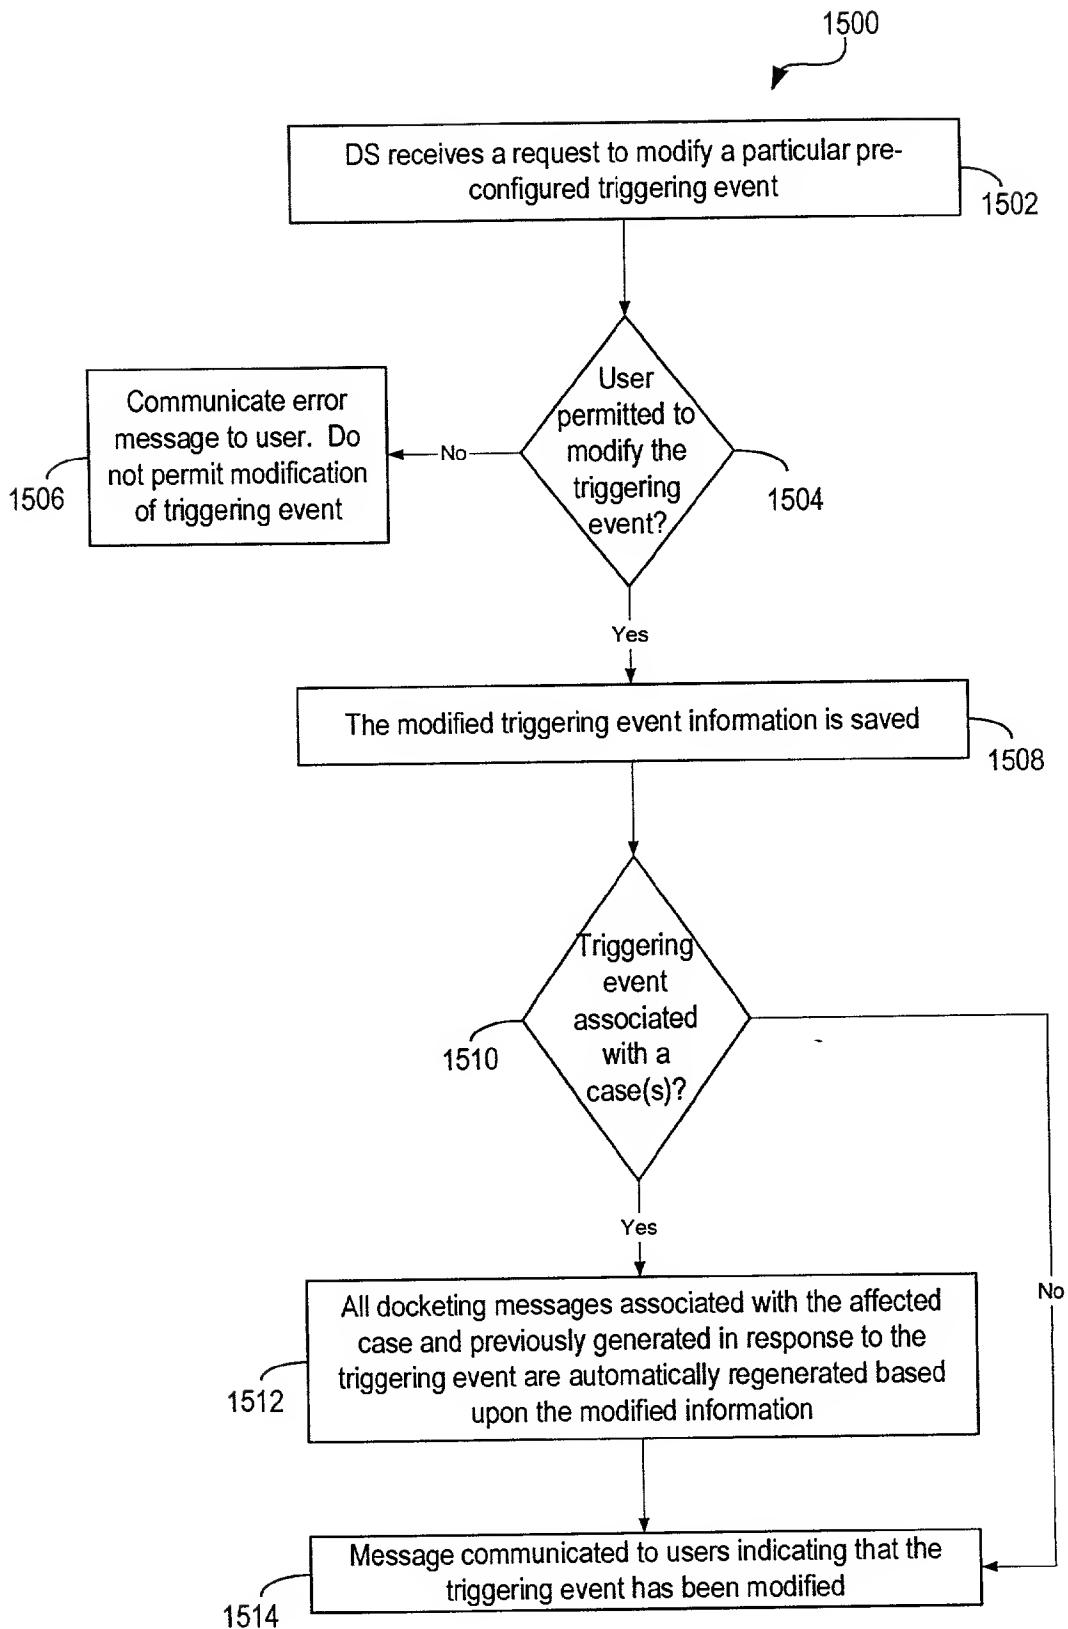 1500
DS receives a request to modify a particular pre-
configured triggering event
1502
User
permitted to
modify the
triggering
event?
1504
No
Communicate error
message to user. Do
not permit modification
of triggering event
1506
Yes
The modified triggering event information is saved
1508
Triggering
event
associated
with a
case(s)?
1510
Yes
No
All docketing messages associated with the affected
case and previously generated in response to the
triggering event are automatically regenerated based
upon the modified information
1512
Message communicated to users indicating that the
triggering event has been modified
1514